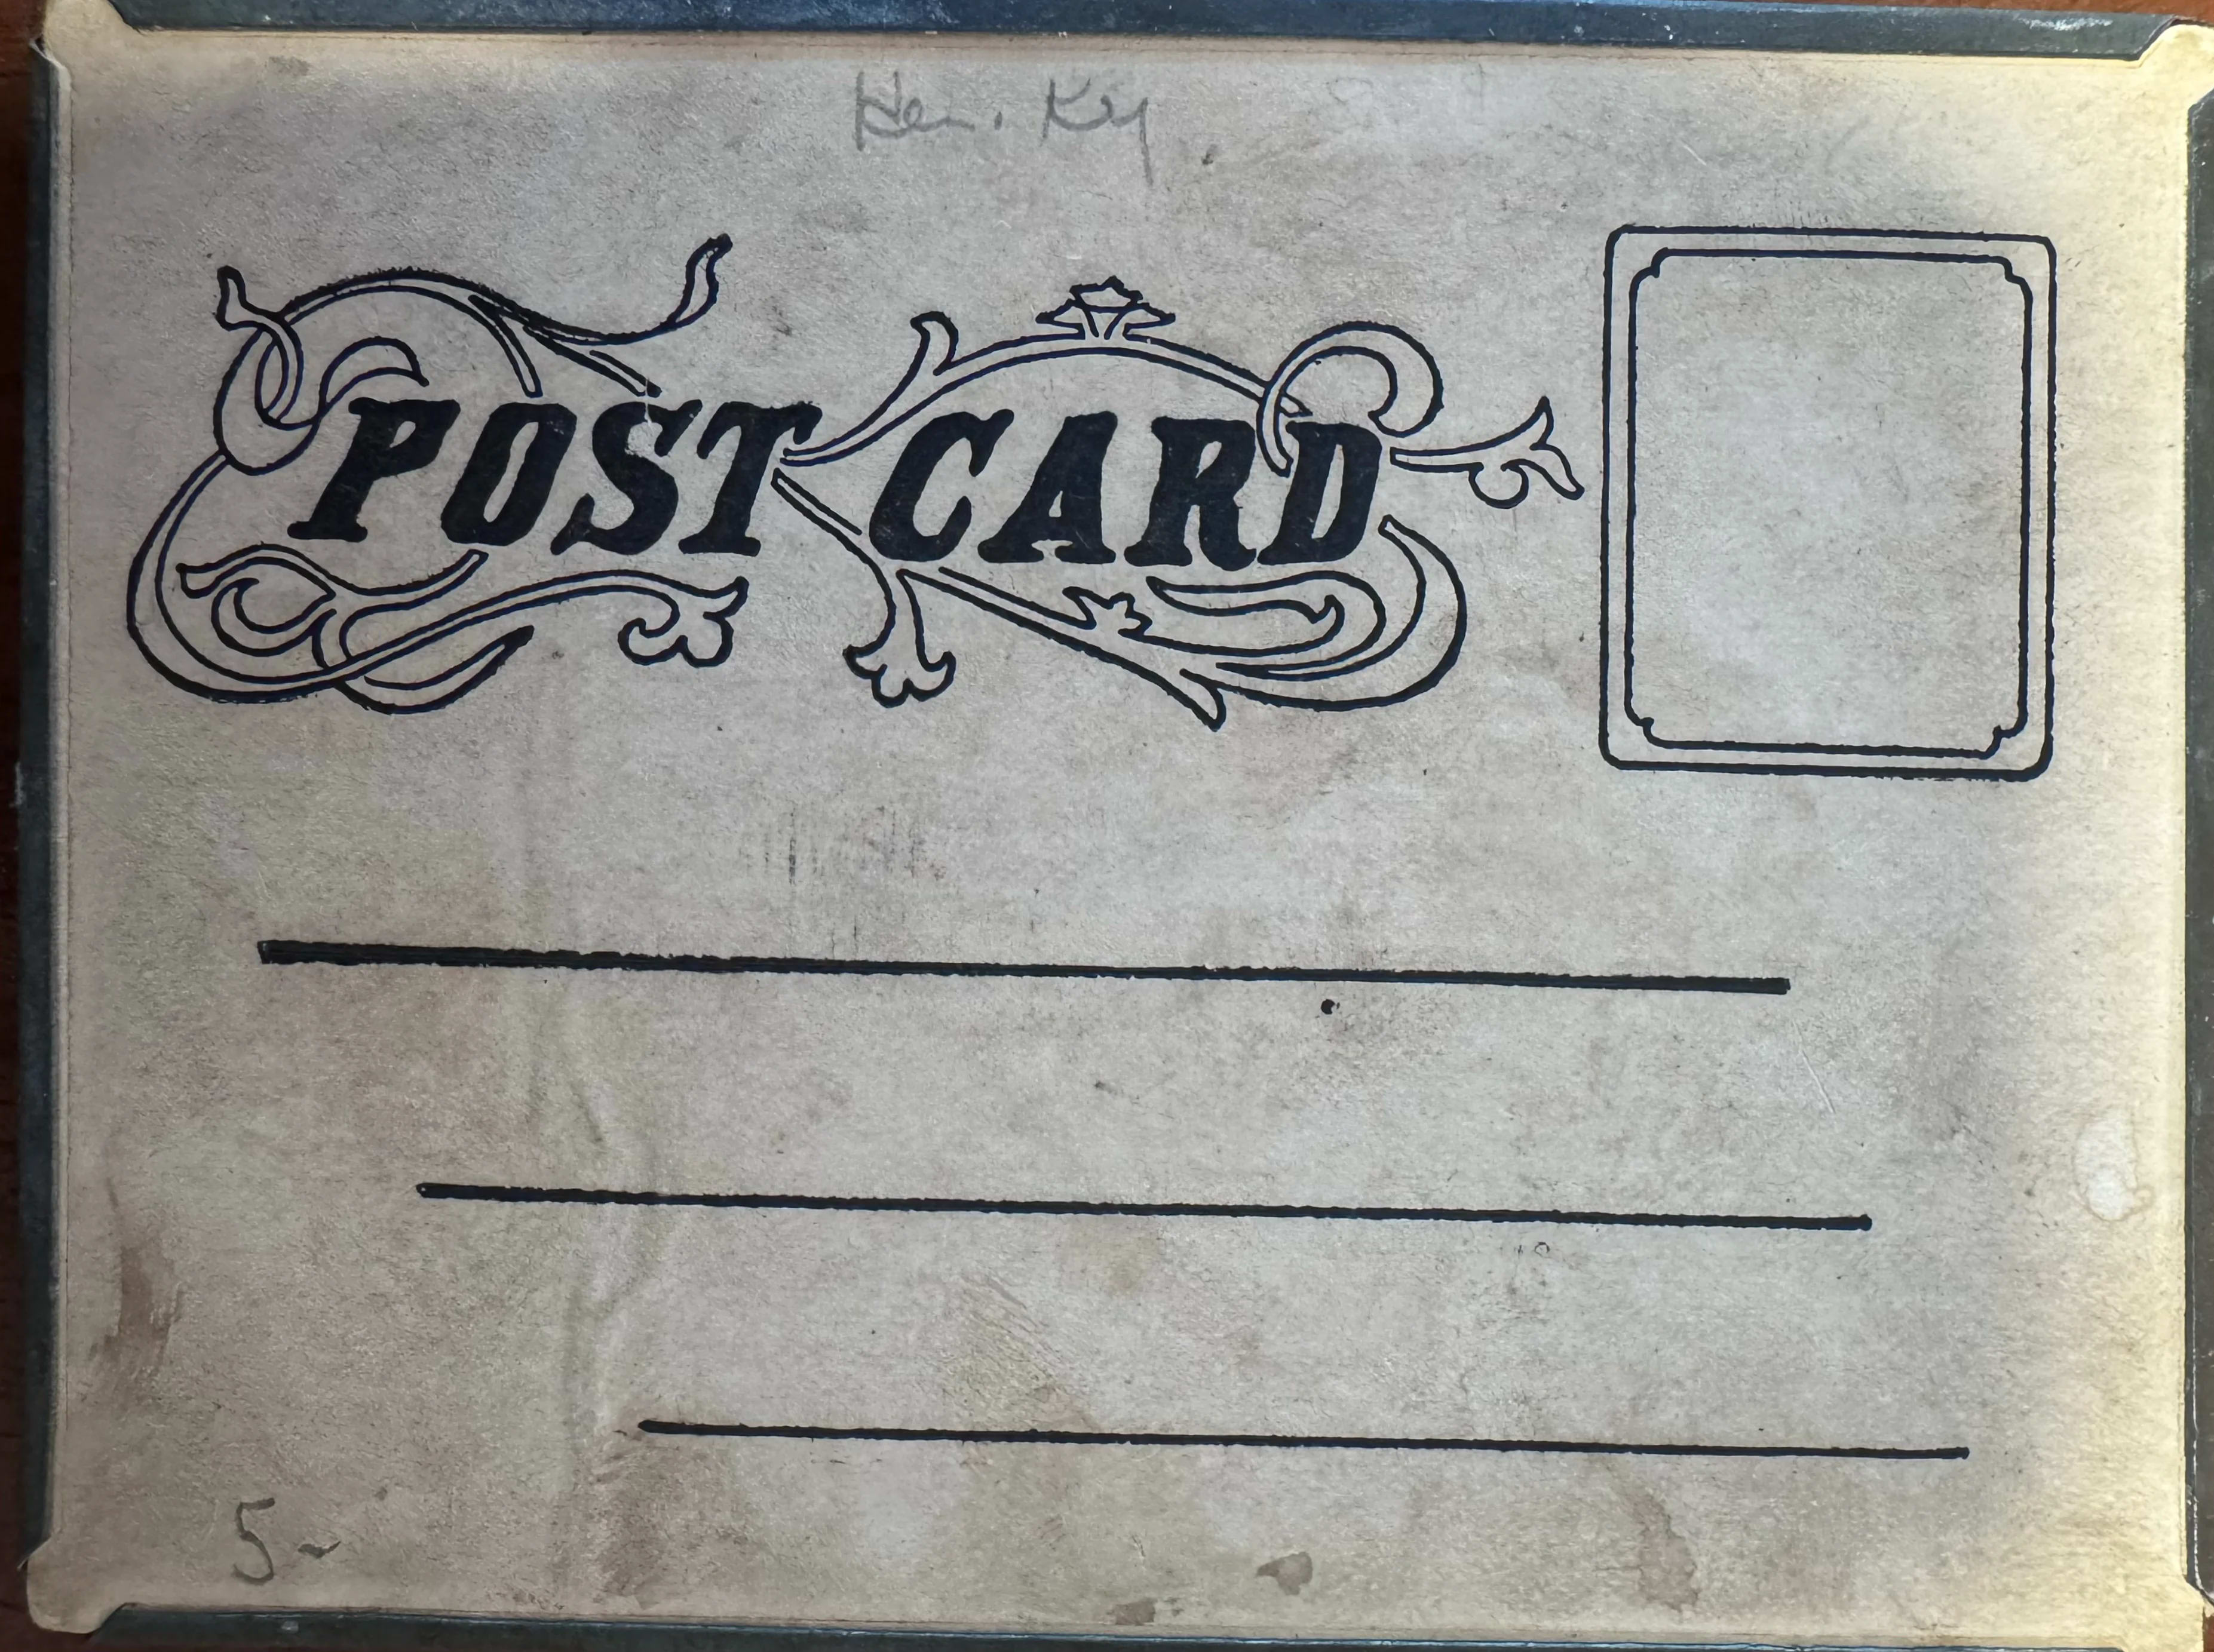 Hen. Ky.
POST CARD
5-